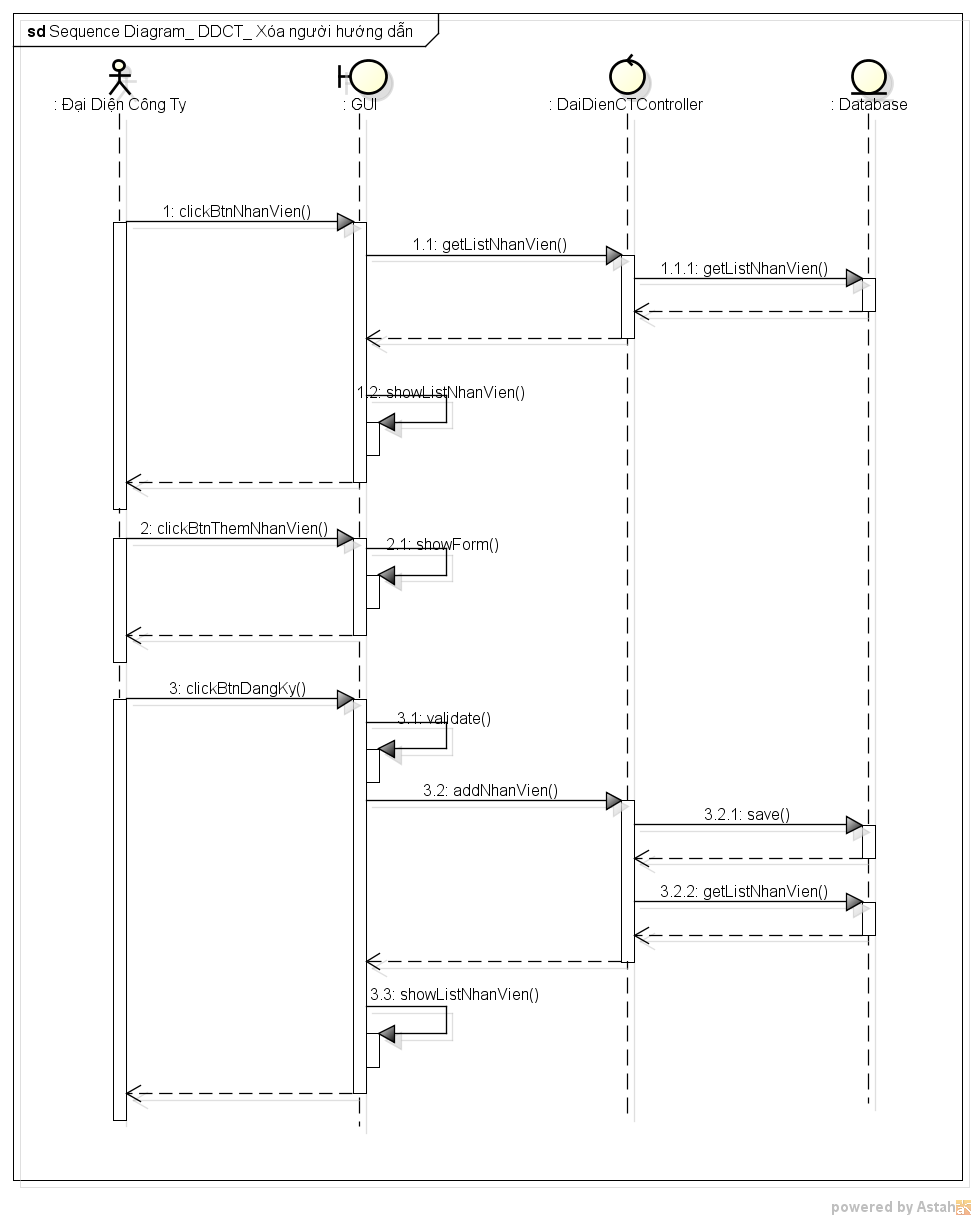 sd Sequence Diagram_ DDCT_ Xóa người hướng dẫn
: Đại Diện Công Ty
: GUI
: DaiDienCTController
: Database
1: clickBtnNhanVien()
1.1: getListNhanVien()
1.1.1: getListNhanVien()
1.2: showListNhanVien()
2: clickBtnThemNhanVien()
2.1: showForm()
3: clickBtnDangKy()
3.1: validate()
3.2: addNhanVien()
3.2.1: save()
3.2.2: getListNhanVien()
3.3: showListNhanVien()
powered by Astah